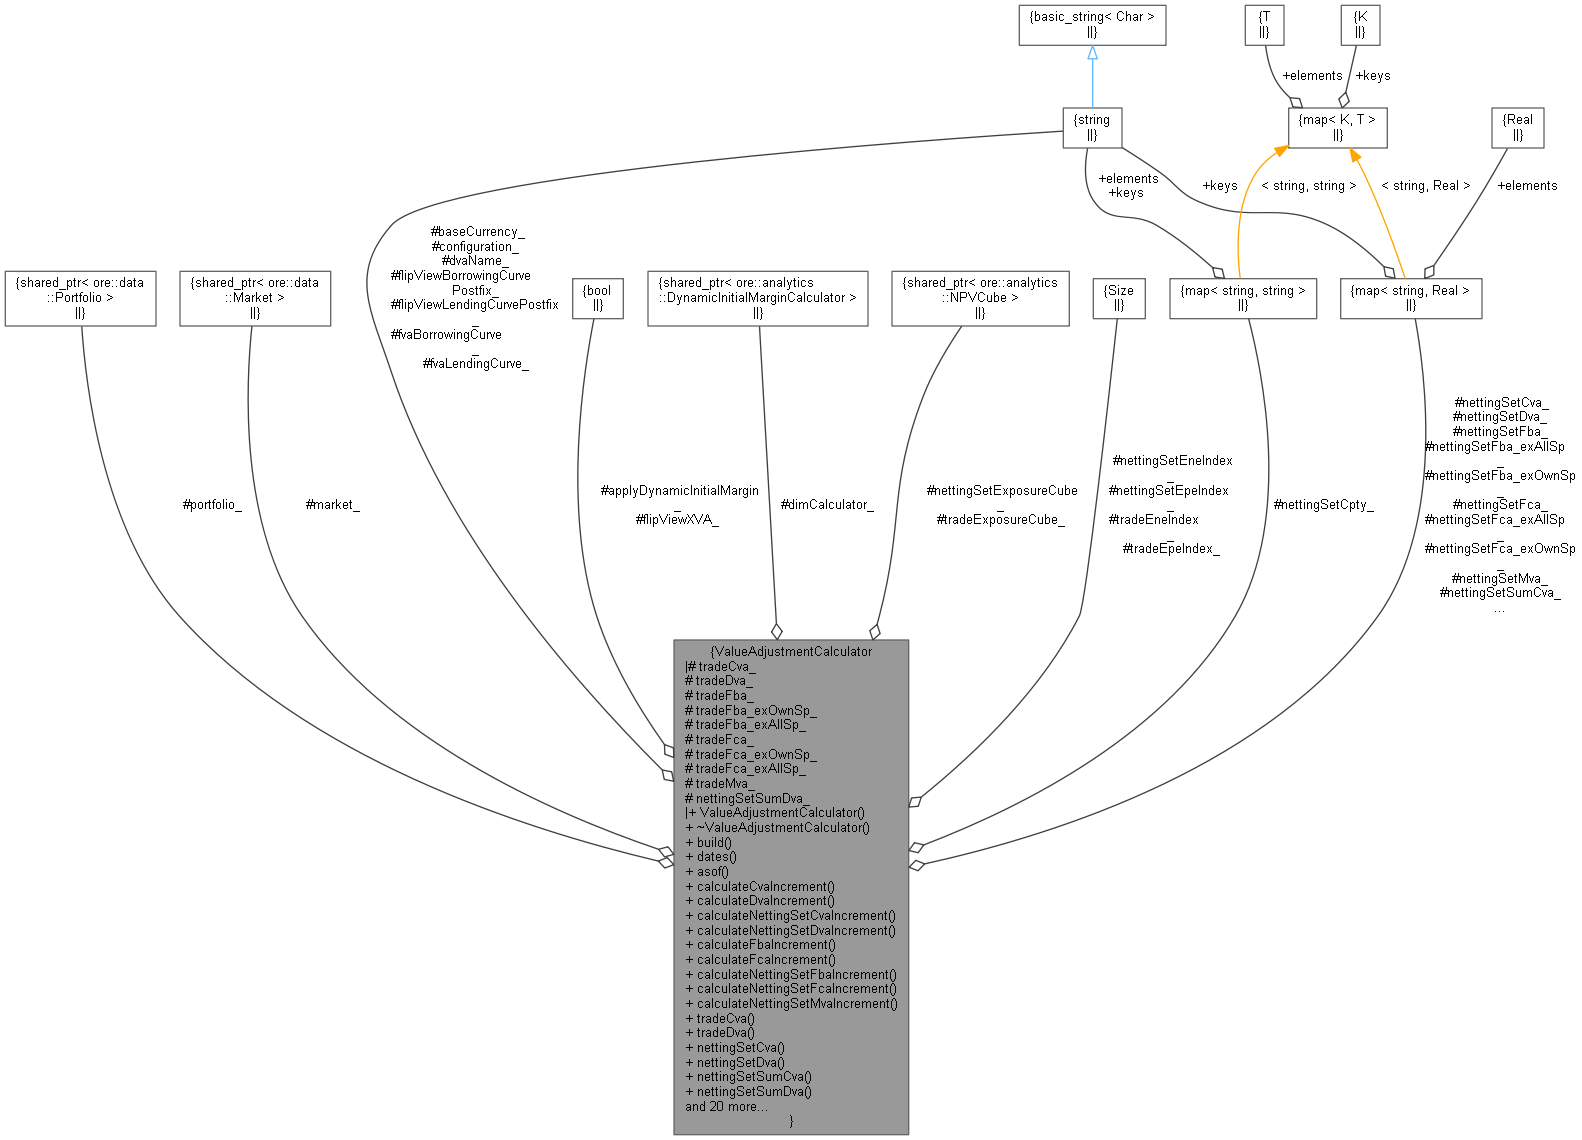 {basic_string< Char >
||}
{T
||}
{K
||}
+elements
+keys
{string
||}
{map< K, T >
||}
{Real
||}
+elements
+keys
+keys
< string, string >
< string, Real >
+elements
#baseCurrency_
#configuration_
#dvaName_
#flipViewBorrowingCurve
Postfix_
#flipViewLendingCurvePostfix
_
#fvaBorrowingCurve
_
#fvaLendingCurve_
{shared_ptr< ore::data
::Portfolio >
||}
{shared_ptr< ore::data
::Market >
||}
{bool
||}
{shared_ptr< ore::analytics
::DynamicInitialMarginCalculator >
||}
{shared_ptr< ore::analytics
::NPVCube >
||}
{Size
||}
{map< string, string >
||}
{map< string, Real >
||}
#portfolio_
#market_
#applyDynamicInitialMargin
_
#flipViewXVA_
#dimCalculator_
#nettingSetExposureCube
_
#tradeExposureCube_
#nettingSetEneIndex
_
#nettingSetEpeIndex
_
#tradeEneIndex
_
#tradeEpeIndex_
#nettingSetCpty_
#nettingSetCva_
#nettingSetDva_
#nettingSetFba_
#nettingSetFba_exAllSp
_
#nettingSetFba_exOwnSp
_
#nettingSetFca_
#nettingSetFca_exAllSp
_
#nettingSetFca_exOwnSp
_
#nettingSetMva_
#nettingSetSumCva_
...
{ValueAdjustmentCalculator
|# tradeCva_
# tradeDva_
# tradeFba_
# tradeFba_exOwnSp_
# tradeFba_exAllSp_
# tradeFca_
# tradeFca_exOwnSp_
# tradeFca_exAllSp_
# tradeMva_
# nettingSetSumDva_
|+ ValueAdjustmentCalculator()
+ ~ValueAdjustmentCalculator()
+ build()
+ dates()
+ asof()
+ calculateCvaIncrement()
+ calculateDvaIncrement()
+ calculateNettingSetCvaIncrement()
+ calculateNettingSetDvaIncrement()
+ calculateFbaIncrement()
+ calculateFcaIncrement()
+ calculateNettingSetFbaIncrement()
+ calculateNettingSetFcaIncrement()
+ calculateNettingSetMvaIncrement()
+ tradeCva()
+ tradeDva()
+ nettingSetCva()
+ nettingSetDva()
+ nettingSetSumCva()
+ nettingSetSumDva()
and 20 more...
}